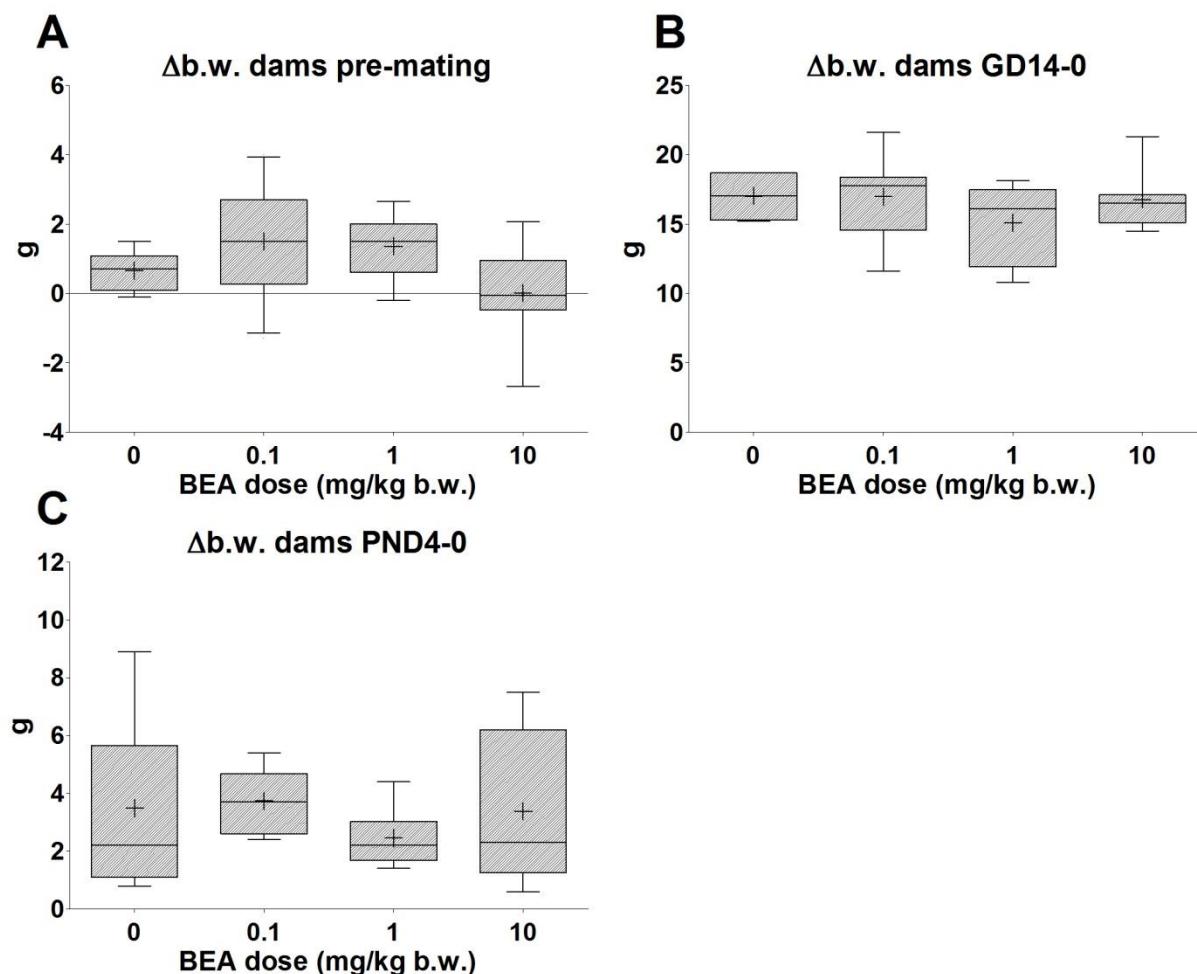 A
Δb.w. dams pre-mating
6
4
2
0
-2
-4
g
0 0.1 1 10
BEA dose (mg/kg b.w.)
B
Δb.w. dams GD14-0
25
20
15
10
5
0
g
0 0.1 1 10
BEA dose (mg/kg b.w.)
C
Δb.w. dams PND4-0
12
10
8
6
4
2
0
g
0 0.1 1 10
BEA dose (mg/kg b.w.)